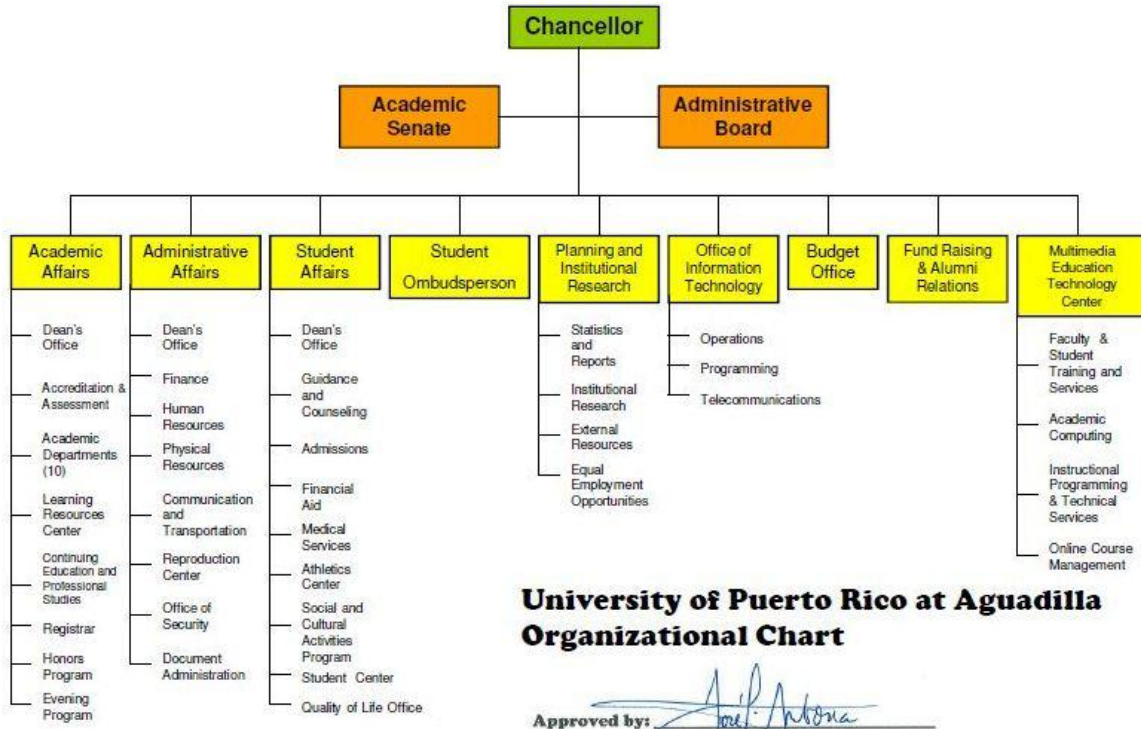 Chancellor
Academic
Senate
Administrative
Board
Academic
Affairs
Dean's
Office
Accreditation &
Assessment
Academic
Departments
(10)
Learning
Resources
Center
Continuing
Education and
Professional
Studies
Registrar
Honors
Program
Evening
Program
Administrative
Affairs
Dean's
Office
Finance
Human
Resources
Physical
Resources
Communication
and
Transportation
Reproduction
Center
Office of
Security
Document
Administration
Student
Affairs
Dean's
Office
Guidance
and
Counseling
Admissions
Financial
Aid
Medical
Services
Athletics
Center
Social and
Cultural
Activities
Program
Student Center
Quality of Life Office
Student
Ombudsperson
Planning and
Institutional
Research
Statistics
and
Reports
Institutional
Research
External
Resources
Equal
Employment
Opportunities
Office of
Information
Technology
Operations
Programming
Telecommunications
Budget
Office
Fund Raising
& Alumni
Relations
Multimedia
Education
Technology
Center
Faculty &
Student
Training and
Services
Academic
Computing
Instructional
Programming
& Technical
Services
Online Course
Management
University of Puerto Rico at Aguadilla
Organizational Chart
Approved by: